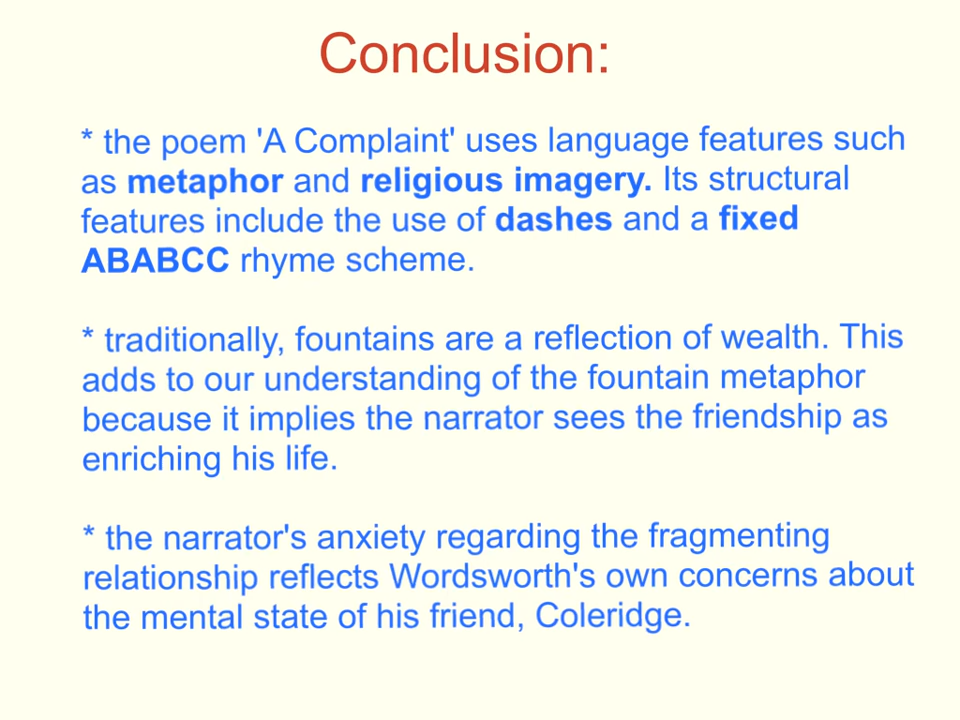 Conclusion:
* the poem 'A Complaint' uses language features such
as metaphor and religious imagery. Its structural
features include the use of dashes and a fixed
ABABCC rhyme scheme.
* traditionally, fountains are a reflection of wealth. This
adds to our understanding of the fountain metaphor
because it implies the narrator sees the friendship as
enriching his life.
* the narrator's anxiety regarding the fragmenting
relationship reflects Wordsworth's own concerns about
the mental state of his friend, Coleridge.